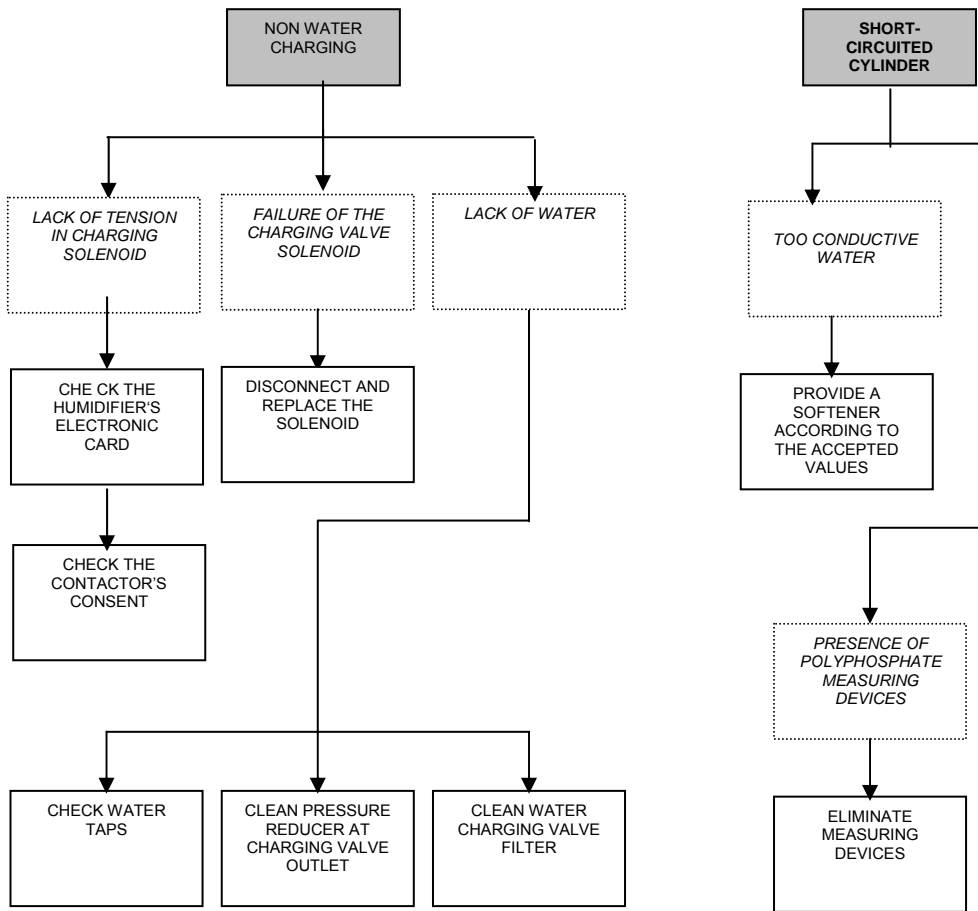 NON WATER
CHARGING
SHORT-
CIRCUITED
CYLINDER
LACK OF TENSION
IN CHARGING
SOLENOID
FAILURE OF THE
CHARGING VALVE
SOLENOID
LACK OF WATER
TOO CONDUCTIVE
WATER
CHE CK THE
HUMIDIFIER‘S
ELECTRONIC
CARD
DISCONNECT AND
REPLACE THE
SOLENOID
PROVIDE A
SOFTENER
ACCORDING TO
THE ACCEPTED
VALUES
CHECK THE
CONTACTOR’S
CONSENT
PRESENCE OF
POLYPHOSPHATE
MEASURING
DEVICES
CHECK WATER
TAPS
CLEAN PRESSURE
REDUCER AT
CHARGING VALVE
OUTLET
CLEAN WATER
CHARGING VALVE
FILTER
ELIMINATE
MEASURING
DEVICES